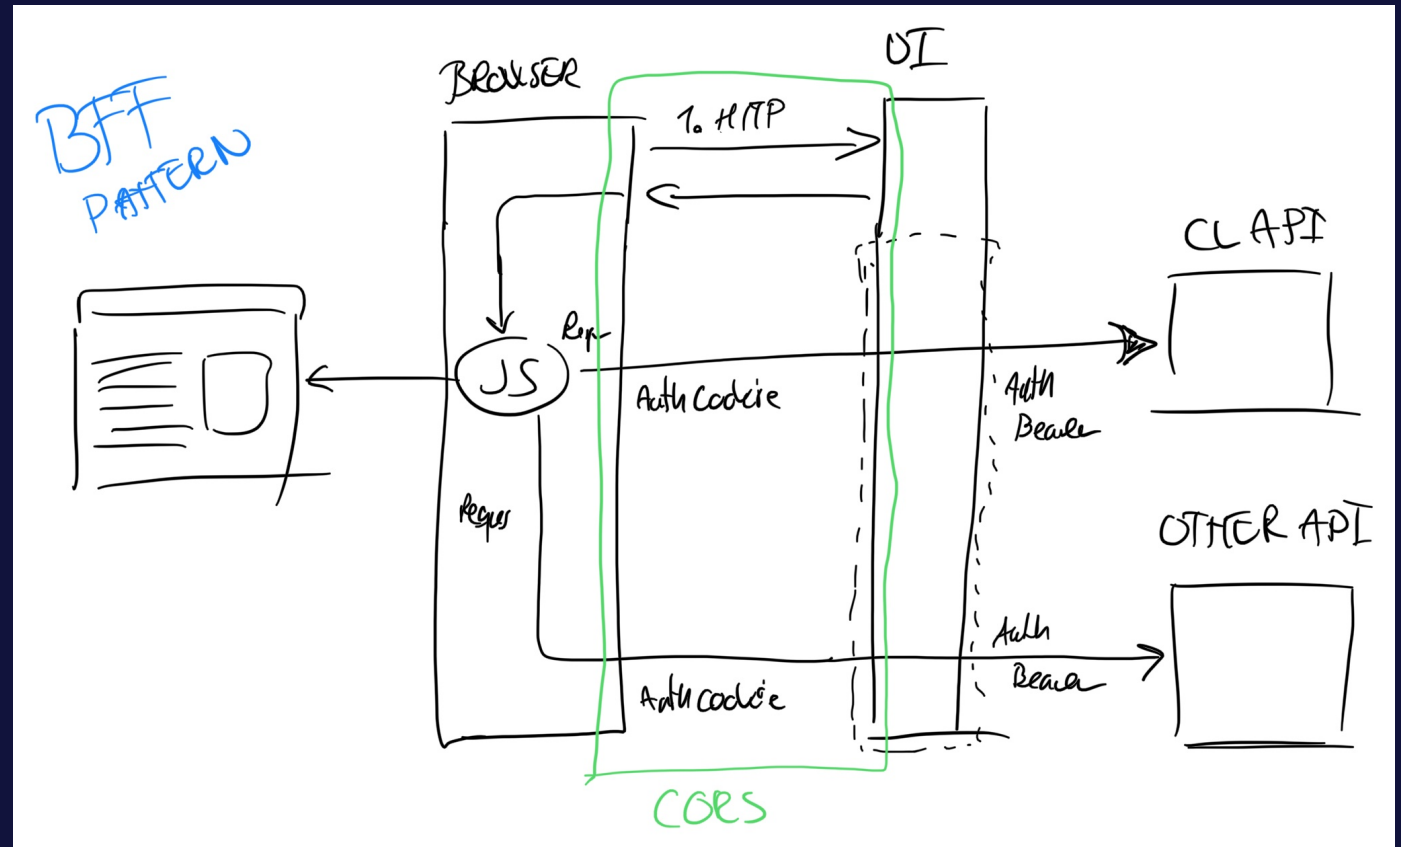 BFF
PATTERN
BROWSER
UI
1. HTTP
CL API
JS
Auth Cookie
Auth
Bearer
OTHER API
Auth Cookie
Auth
Bearer
CORS